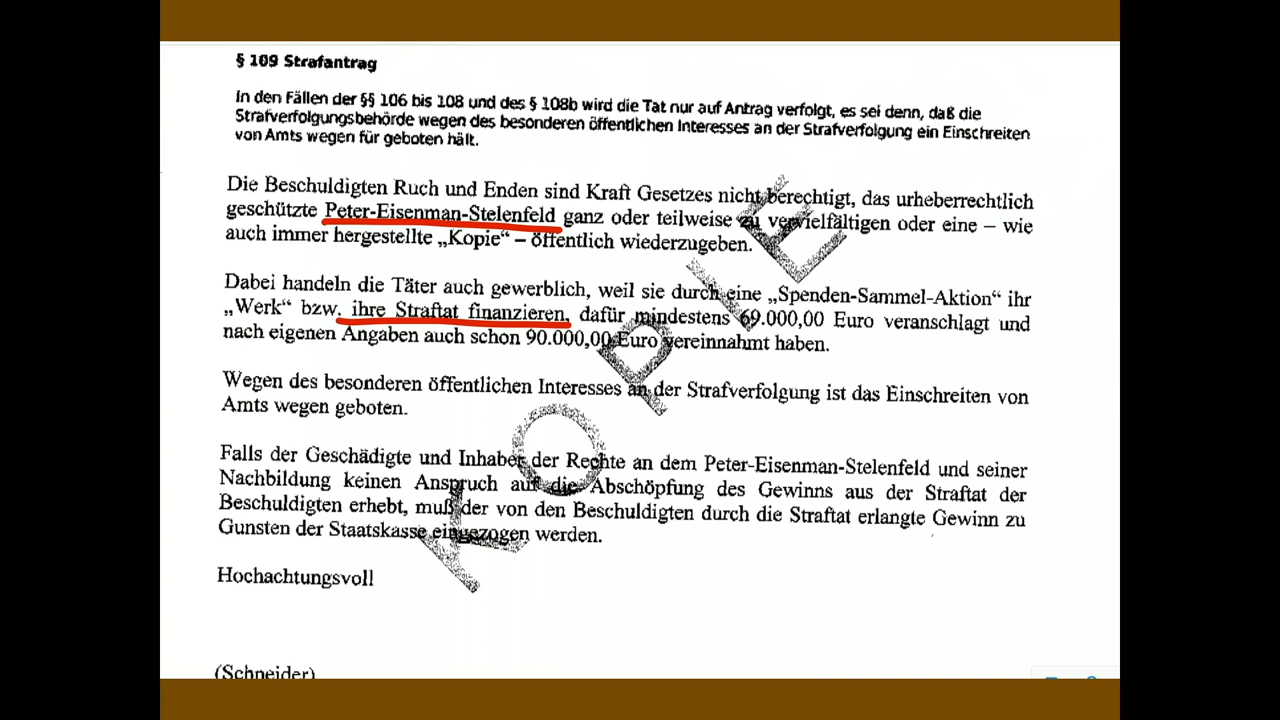 § 109 Strafantrag
In den Fällen der §§ 106 bis 108 und des § 108b wird die Tat nur auf Antrag verfolgt, es sei denn, daß die
Strafverfolgungsbehörde wegen des besonderen öffentlichen Interesses an der Strafverfolgung ein Einschreiten
von Amts wegen für geboten hält.
Die Beschuldigten Ruch und Enden sind Kraft Gesetzes nicht berechtigt, das urheberrechtlich
geschützte Peter-Eisenman-Stelenfeld ganz oder teilweise zu vervielfältigen oder eine – wie
auch immer hergestellte „Kopie“ – öffentlich wiederzugeben.
Dabei handeln die Täter auch gewerblich, weil sie durch eine „Spenden-Sammel-Aktion“ ihr
„Werk“ bzw. ihre Straftat finanzieren, dafür mindestens 69.000,00 Euro veranschlagt und
nach eigenen Angaben auch schon 90.000,00 Euro vereinnahmt haben.
Wegen des besonderen öffentlichen Interesses an der Strafverfolgung ist das Einschreiten von
Amts wegen geboten.
Falls der Geschädigte und Inhaber der Rechte an dem Peter-Eisenman-Stelenfeld und seiner
Nachbildung keinen Anspruch auf die Abschöpfung des Gewinns aus der Straftat der
Beschuldigten erhebt, muß der von den Beschuldigten durch die Straftat erlangte Gewinn zu
Gunsten der Staatskasse eingezogen werden.
Hochachtungsvoll
(Schneider)
KOPIE